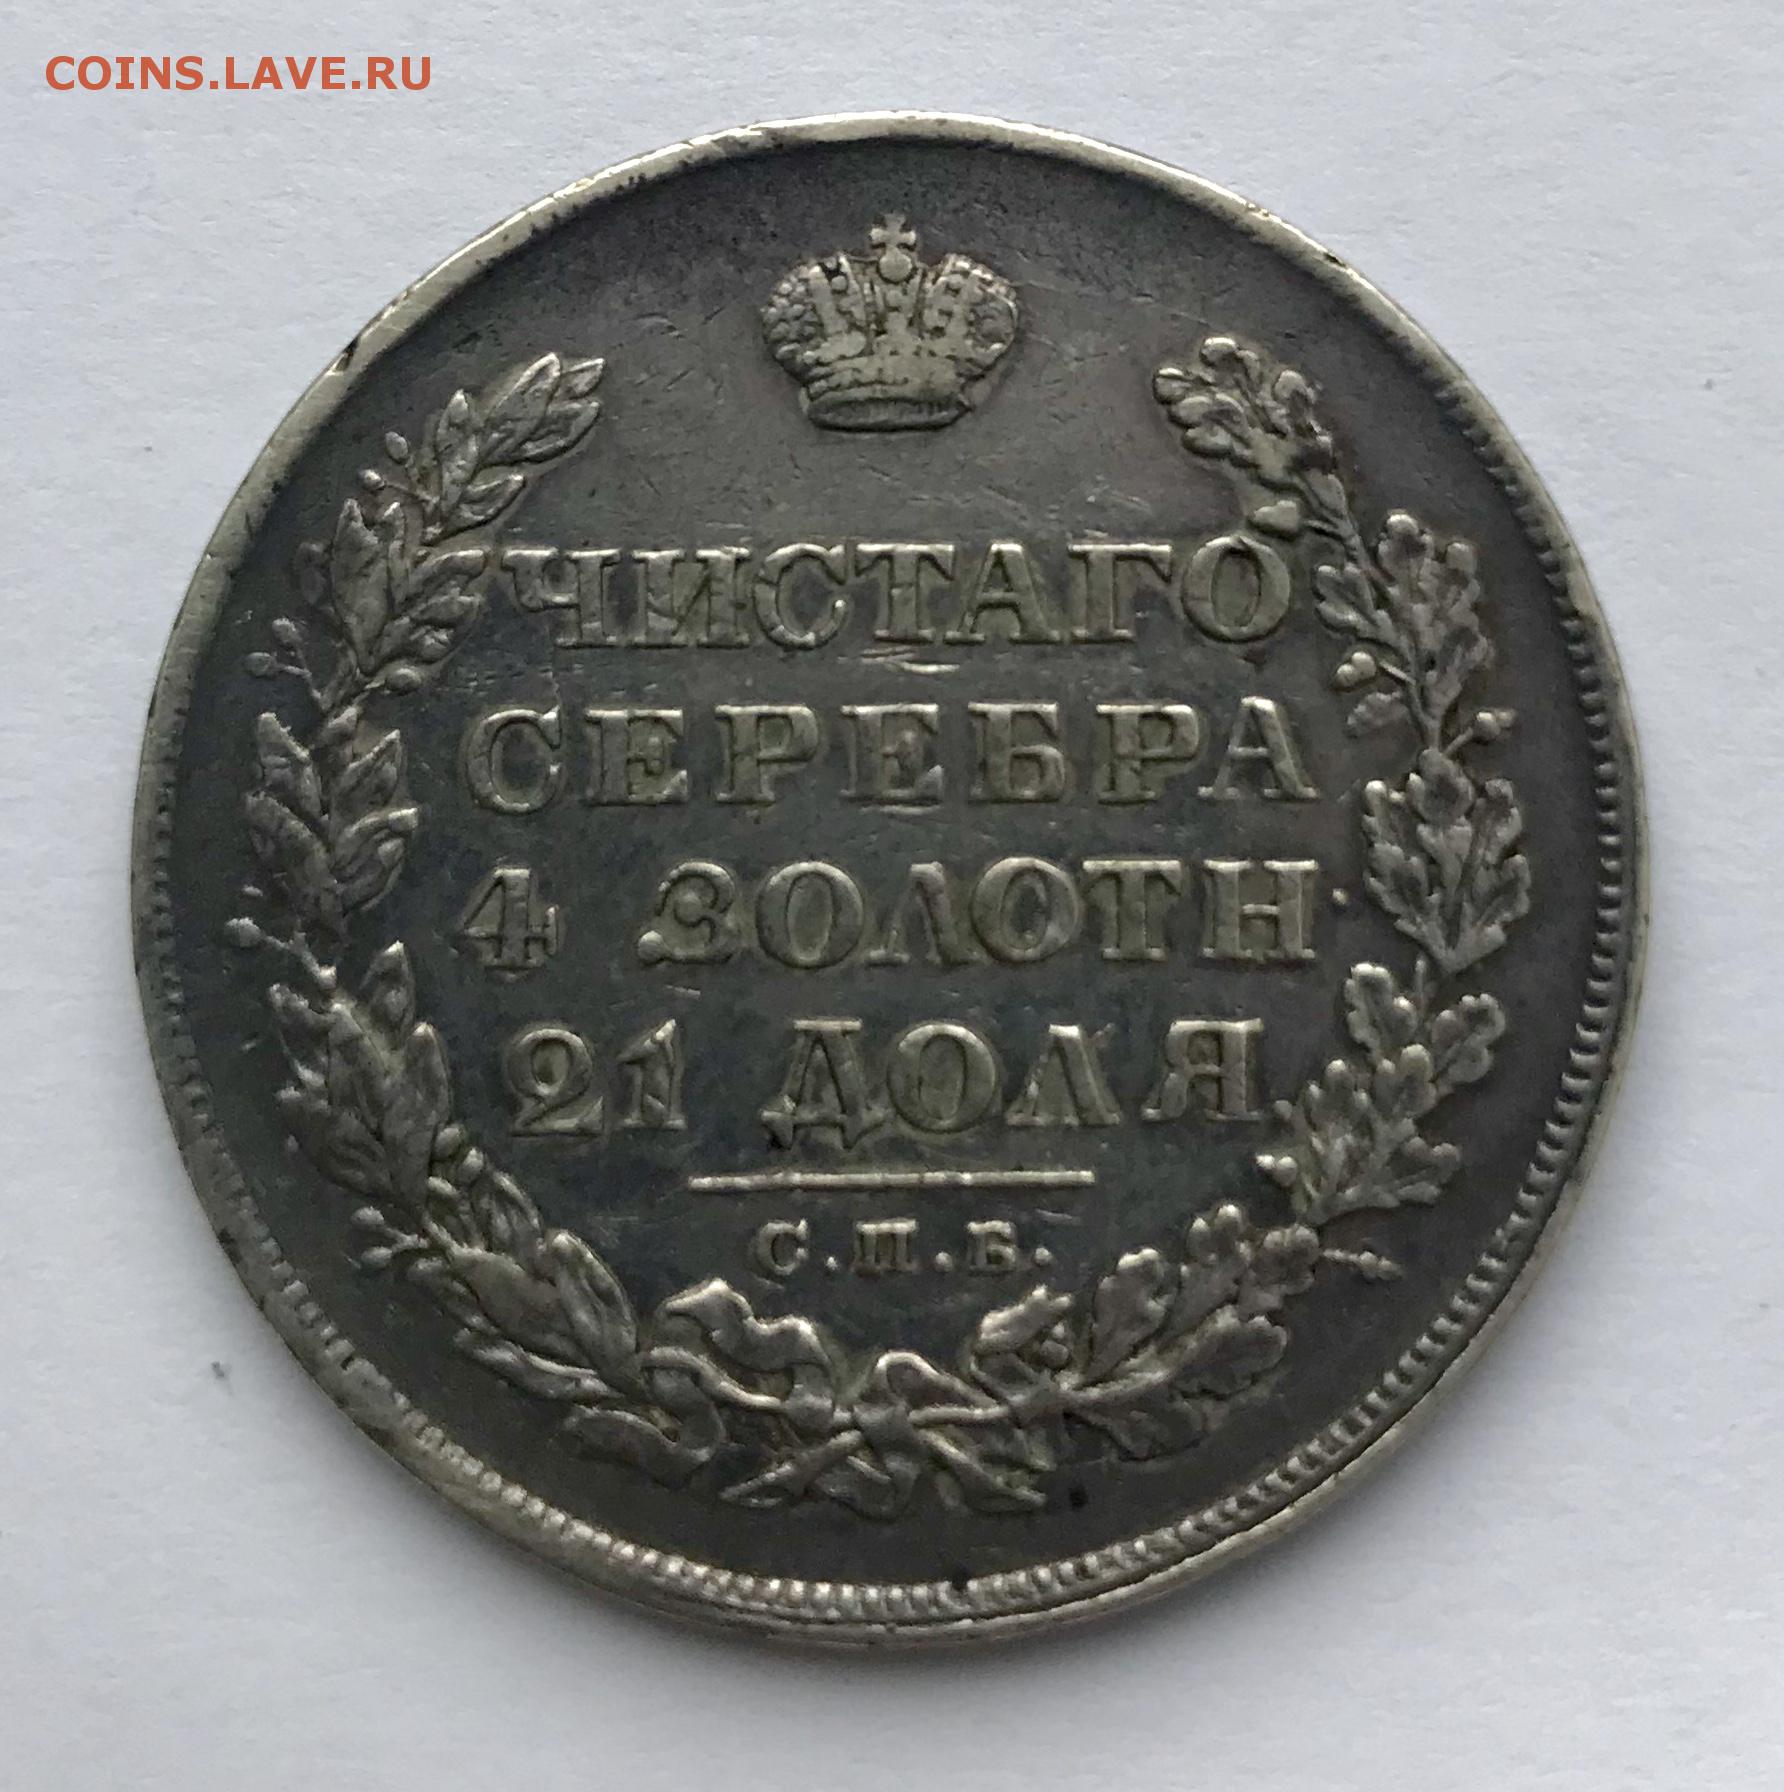 COINS.LAVE.RU
ЧИСТАГО
СЕРЕБРА
4 ЗОЛОТН.
21 ДОЛЯ.
С.П.Б.